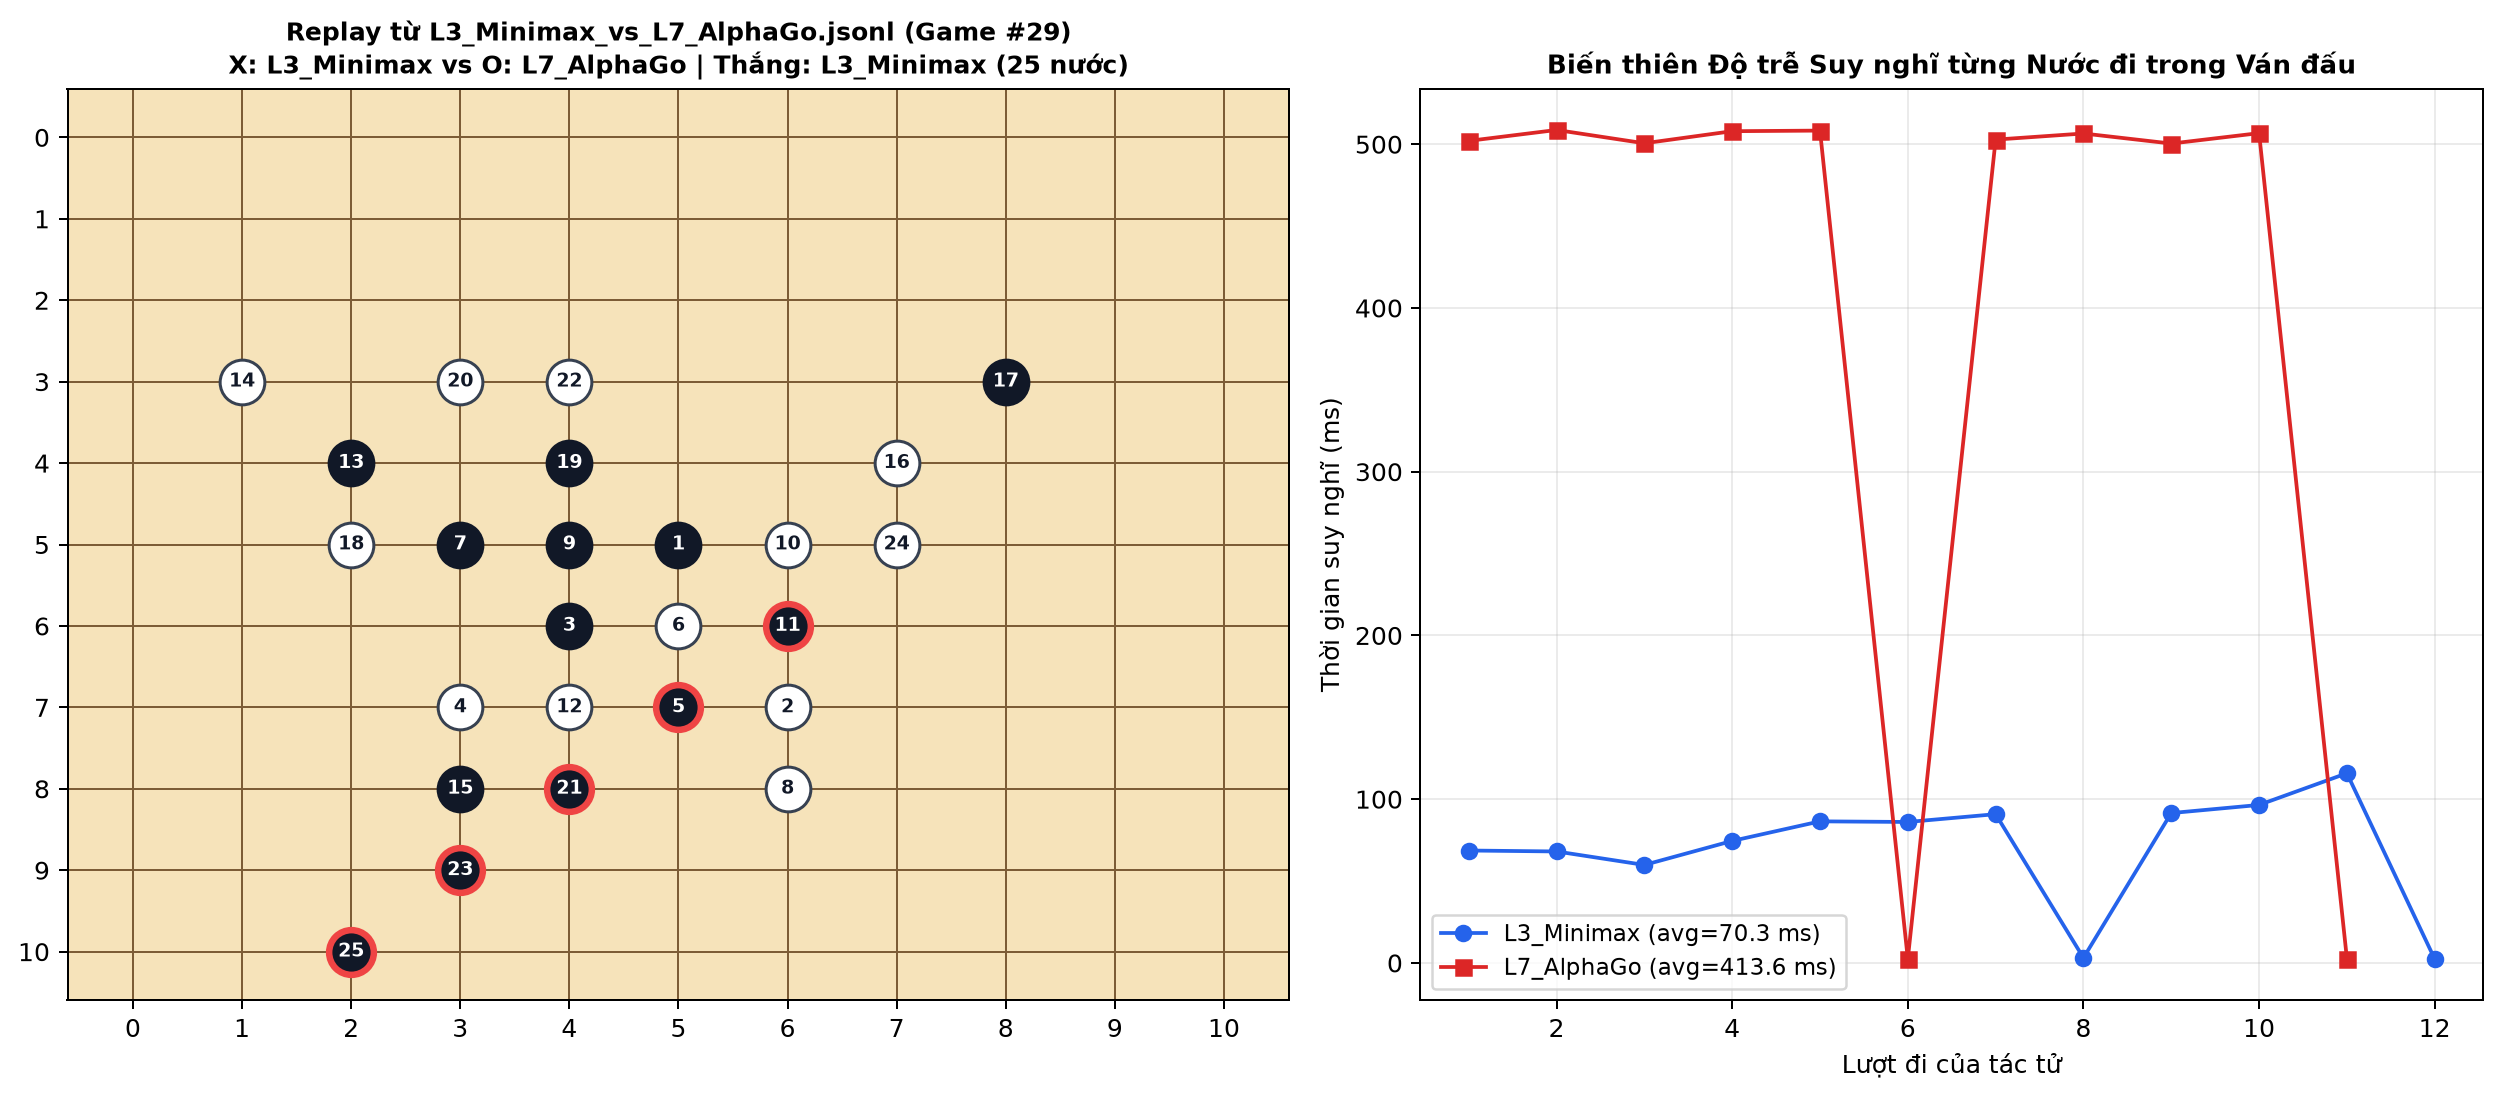 Replay từ L3_Minimax_vs_L7_AlphaGo.jsonl (Game #29)
X: L3_Minimax vs O: L7_AlphaGo | Thắng: L3_Minimax (25 nước)
0
1
2
3
4
5
6
7
8
9
10
14 20 22 17
13 19 16
18 7 9 1 10 24
3 6 11
4 12 5 2
15 21 8
23
25
0 1 2 3 4 5 6 7 8 9 10
Biến thiên Độ trễ Suy nghĩ từng Nước đi trong Ván đấu
Thời gian suy nghĩ (ms)
500
400
300
200
100
0
L3_Minimax (avg=70.3 ms)
L7_AlphaGo (avg=413.6 ms)
2 4 6 8 10 12
Lượt đi của tác tử